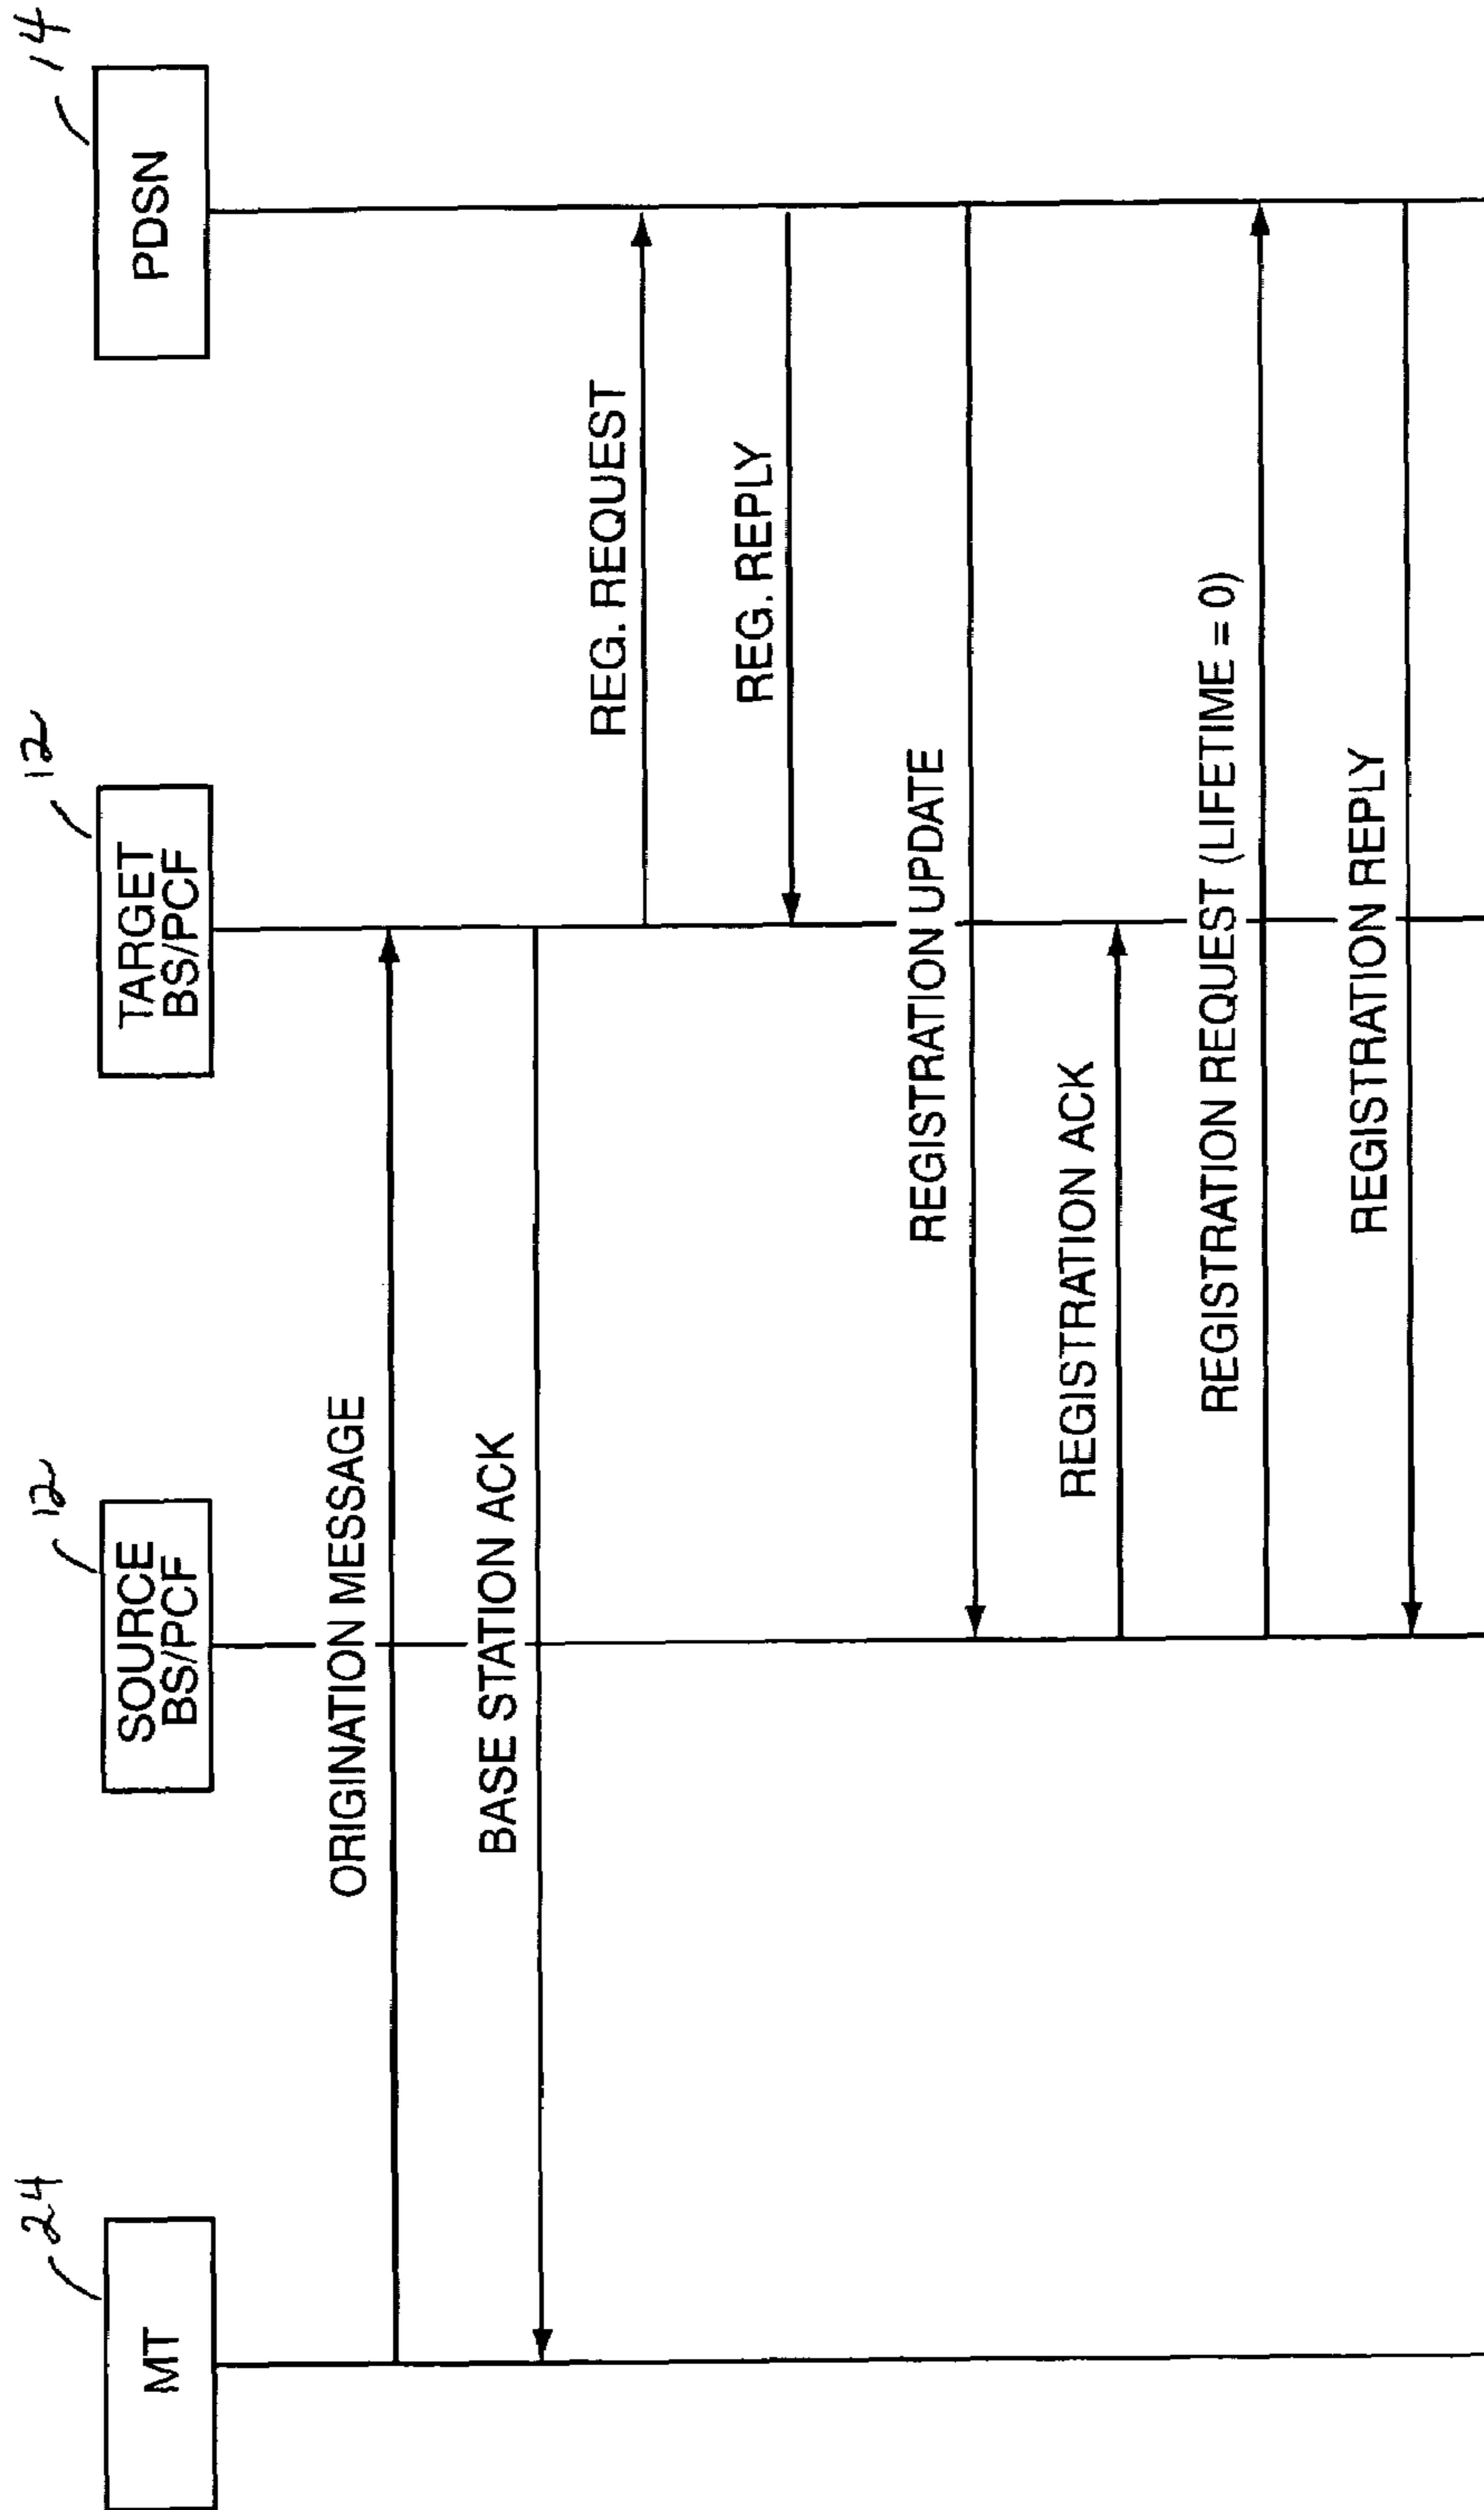 24
MT
12
SOURCE
BS/PCF
12
TARGET
BS/PCF
14
PDSN
ORIGINATION MESSAGE
BASE STATION ACK
REG. REQUEST
REG. REPLY
REGISTRATION UPDATE
REGISTRATION ACK
REGISTRATION REQUEST (LIFETIME = 0)
REGISTRATION REPLY